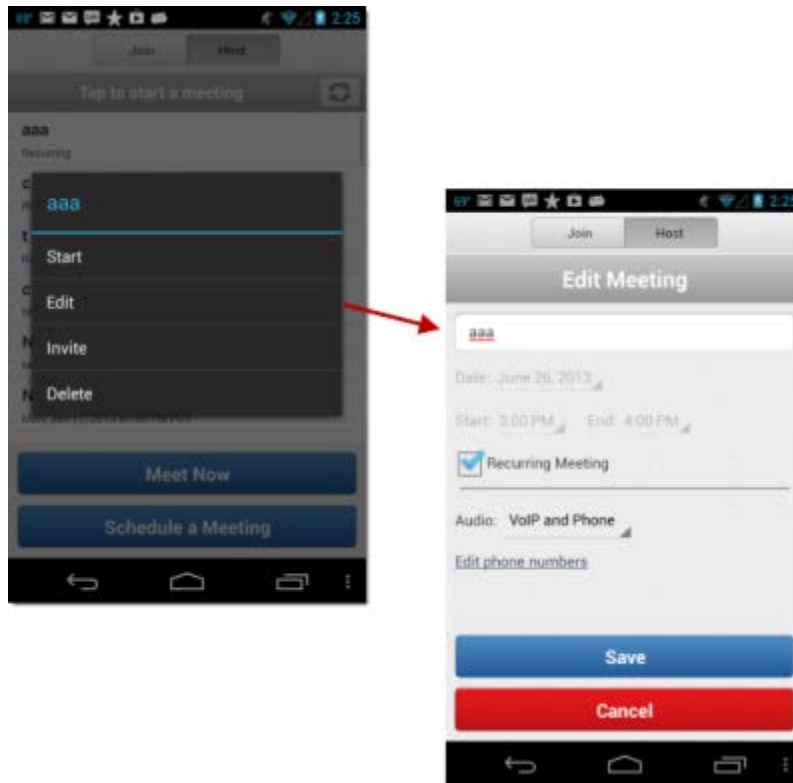 69° 2:25
Join Host
Tap to start a meeting
aaa
Recurring
aaa
Start
Edit
Invite
Delete
Meet Now
Schedule a Meeting
69° 2:25
Join Host
Edit Meeting
aaa
Date: June 26, 2013
Start: 3:00 PM End: 4:00 PM
Recurring Meeting
Audio: VoIP and Phone
Edit phone numbers
Save
Cancel